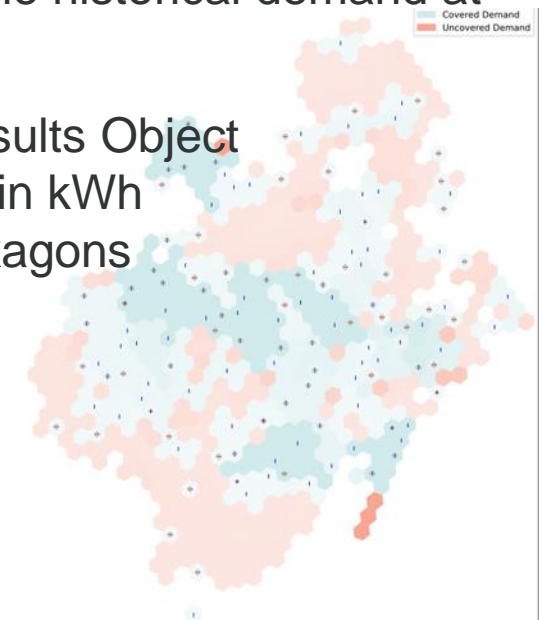 historical demand at
Covered Demand
Uncovered Demand
sults Object
in kWh
agons